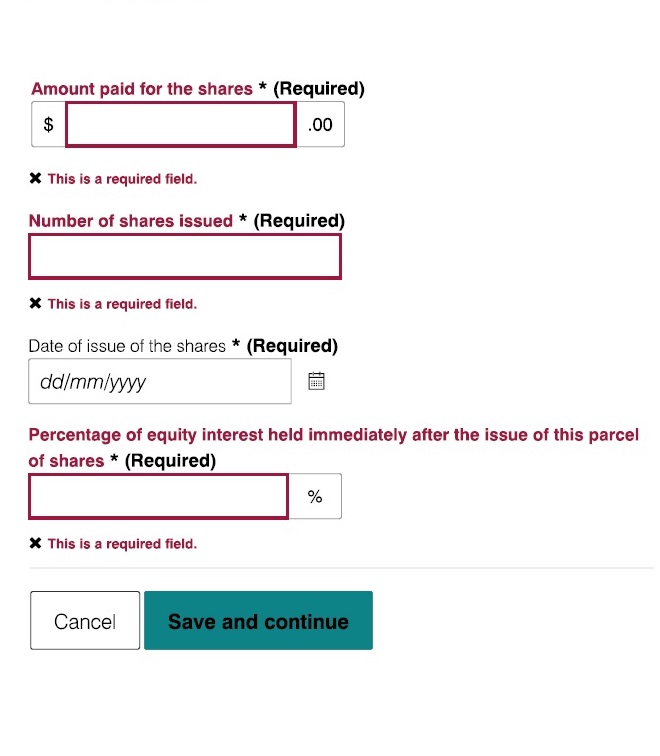 Amount paid for the shares * (Required)
$ .00
✖ This is a required field.
Number of shares issued * (Required)
✖ This is a required field.
Date of issue of the shares * (Required)
dd/mm/yyyy
Percentage of equity interest held immediately after the issue of this parcel
of shares * (Required)
%
✖ This is a required field.
Cancel Save and continue